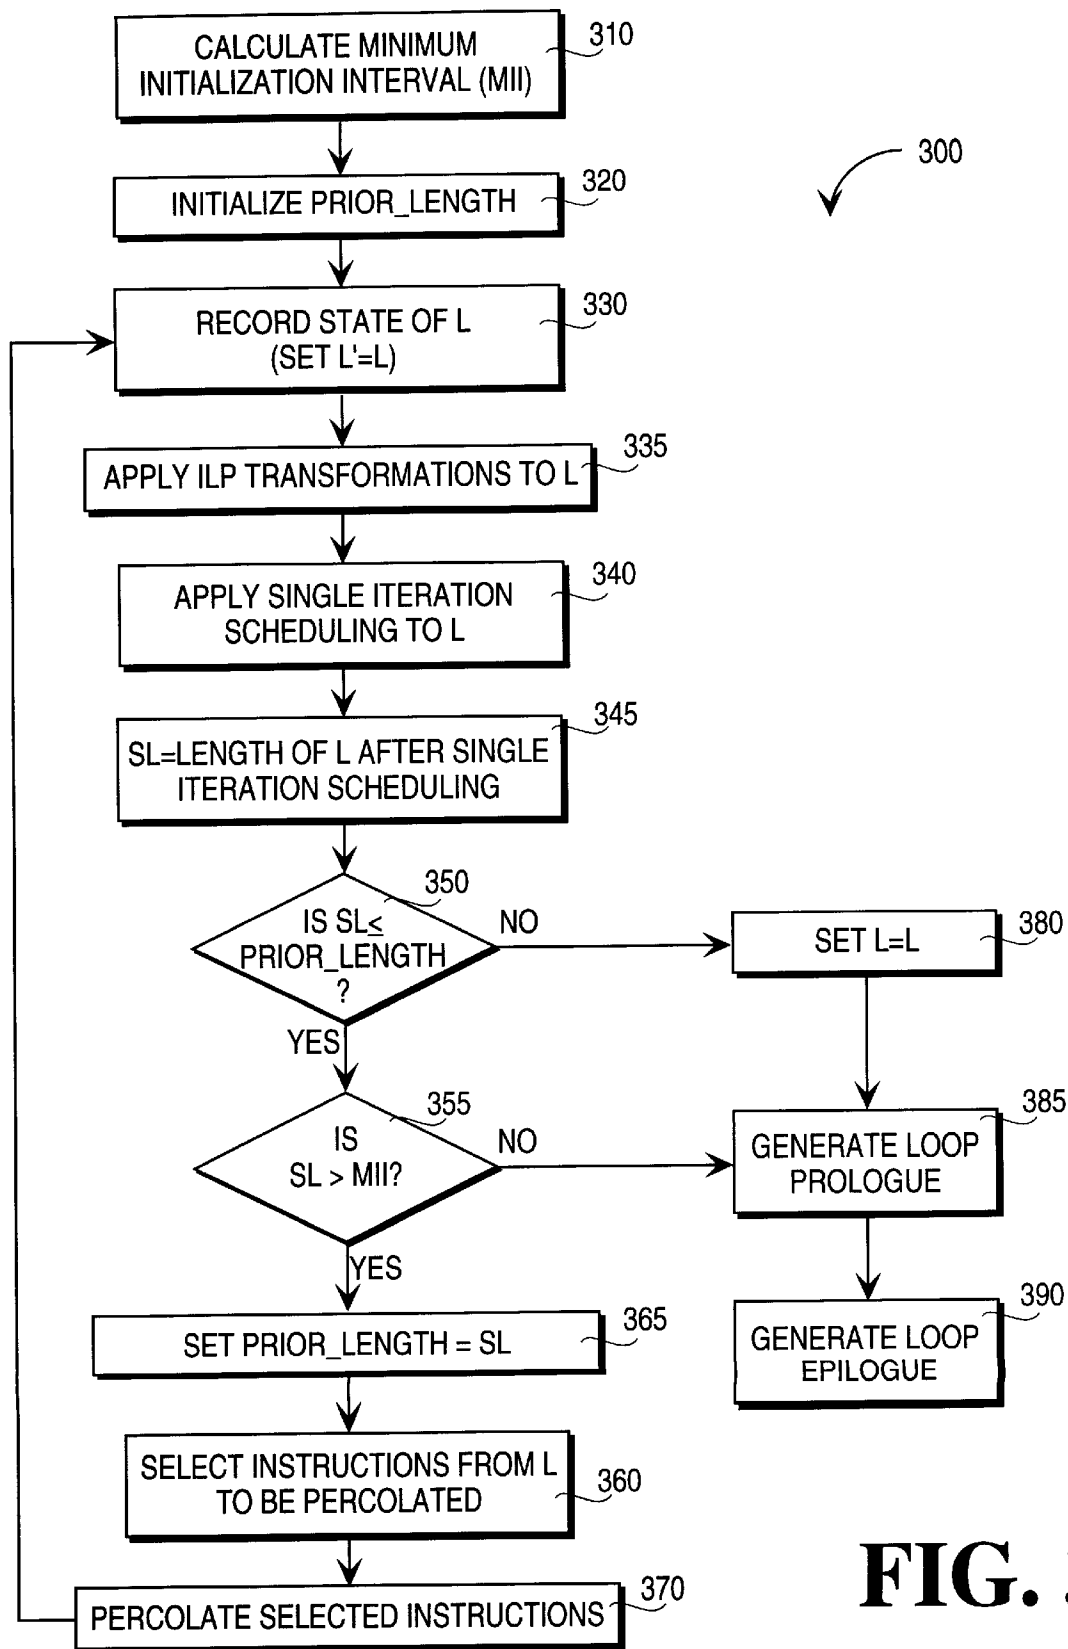 CALCULATE MINIMUM
INITIALIZATION INTERVAL (MII)
310
300
INITIALIZE PRIOR_LENGTH
320
RECORD STATE OF L
(SET L'=L)
330
APPLY ILP TRANSFORMATIONS TO L
335
APPLY SINGLE ITERATION
SCHEDULING TO L
340
SL=LENGTH OF L AFTER SINGLE
ITERATION SCHEDULING
345
IS SL≤
PRIOR_LENGTH
?
350
NO
YES
SET L=L
380
IS
SL > MII?
355
NO
YES
GENERATE LOOP
PROLOGUE
385
SET PRIOR_LENGTH = SL
365
GENERATE LOOP
EPILOGUE
390
SELECT INSTRUCTIONS FROM L
TO BE PERCOLATED
360
PERCOLATE SELECTED INSTRUCTIONS
370
FIG.